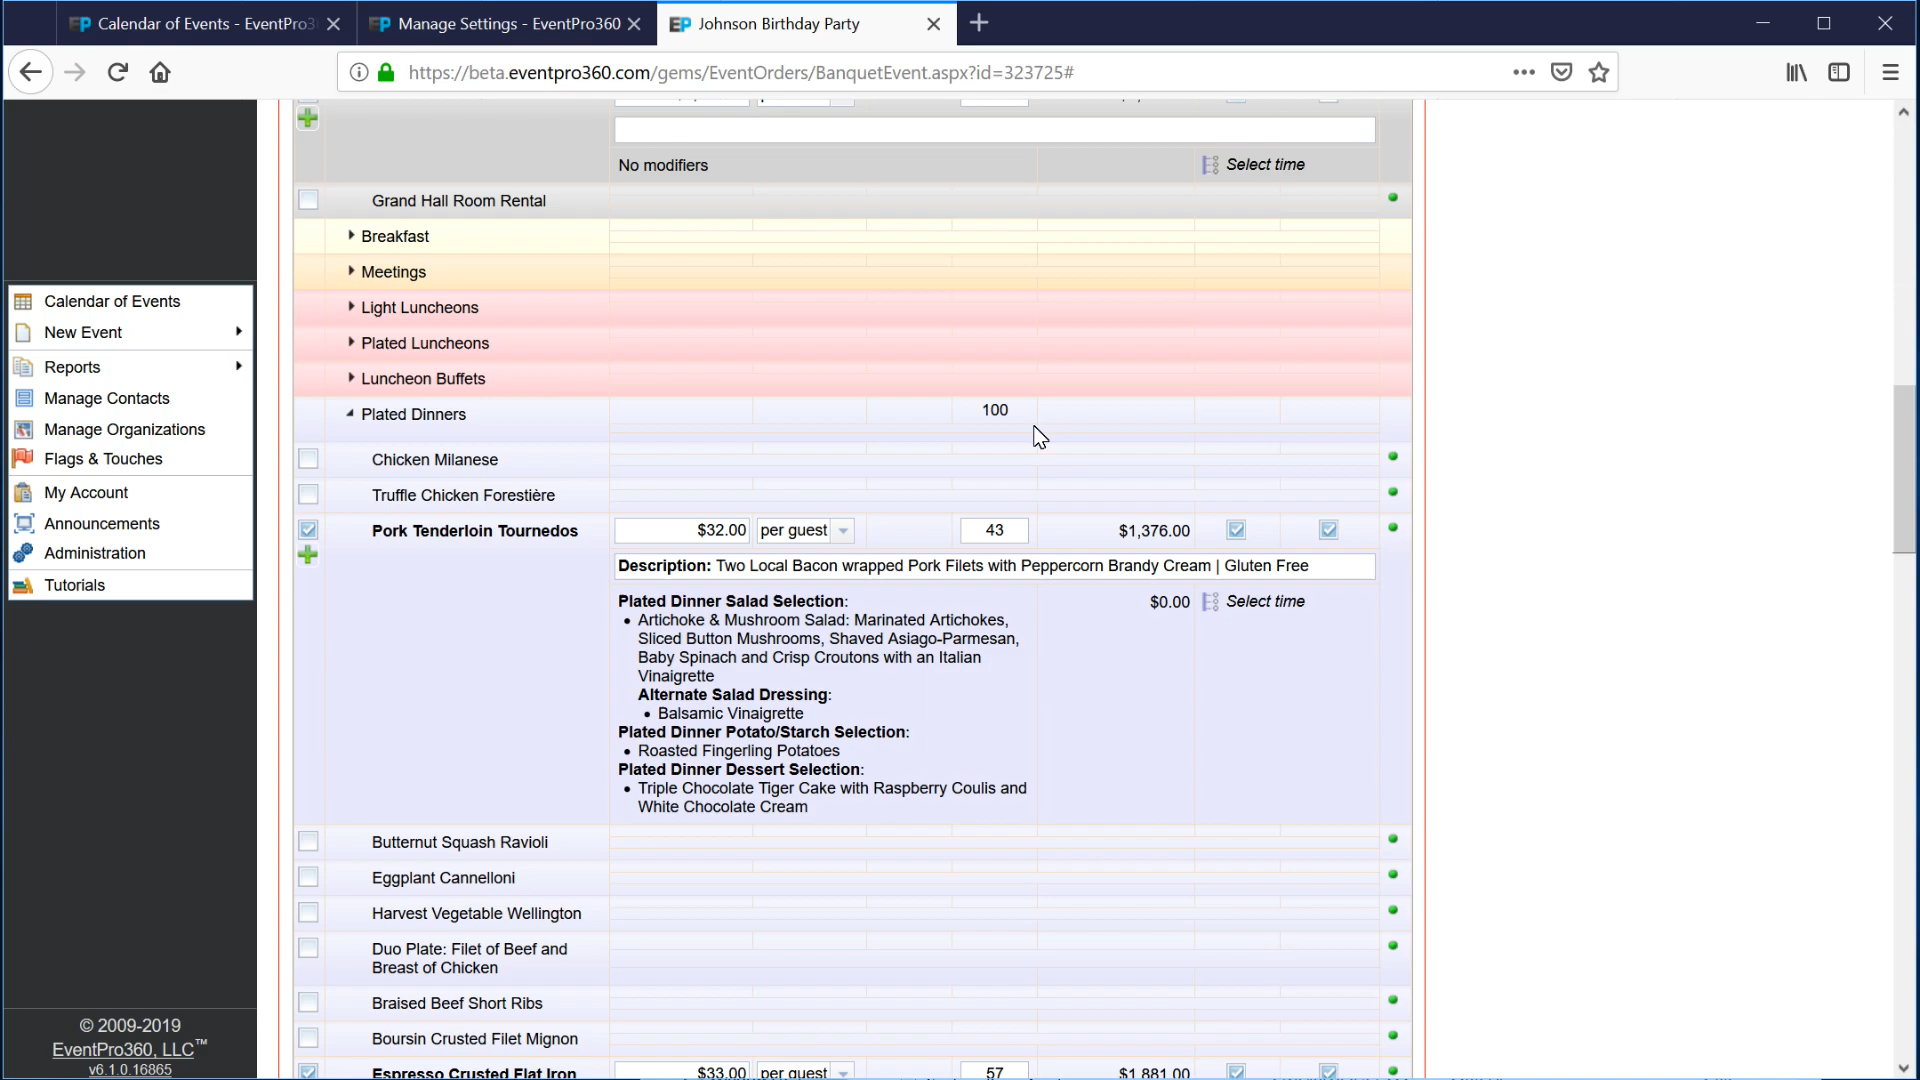 Calendar of Events - EventPro3
Manage Settings - EventPro360
Johnson Birthday Party
https://beta.eventpro360.com/gems/EventOrders/BanquetEvent.aspx?id=323725#
No modifiers
Select time
Grand Hall Room Rental
Breakfast
Meetings
Light Luncheons
Plated Luncheons
Luncheon Buffets
Plated Dinners
100
Chicken Milanese
Truffle Chicken Forestière
Pork Tenderloin Tournedos
$32.00
per guest
43
$1,376.00
Description: Two Local Bacon wrapped Pork Filets with Peppercorn Brandy Cream | Gluten Free
Plated Dinner Salad Selection:
$0.00
Select time
• Artichoke & Mushroom Salad: Marinated Artichokes,
Sliced Button Mushrooms, Shaved Asiago-Parmesan,
Baby Spinach and Crisp Croutons with an Italian
Vinaigrette
Alternate Salad Dressing:
• Balsamic Vinaigrette
Plated Dinner Potato/Starch Selection:
• Roasted Fingerling Potatoes
Plated Dinner Dessert Selection:
• Triple Chocolate Tiger Cake with Raspberry Coulis and
White Chocolate Cream
Butternut Squash Ravioli
Eggplant Cannelloni
Harvest Vegetable Wellington
Duo Plate: Filet of Beef and
Breast of Chicken
Braised Beef Short Ribs
Boursin Crusted Filet Mignon
Espresso Crusted Flat Iron
$33.00
per guest
57
$1,881.00
Calendar of Events
New Event
Reports
Manage Contacts
Manage Organizations
Flags & Touches
My Account
Announcements
Administration
Tutorials
© 2009-2019
EventPro360, LLC™
v6.1.0.16865